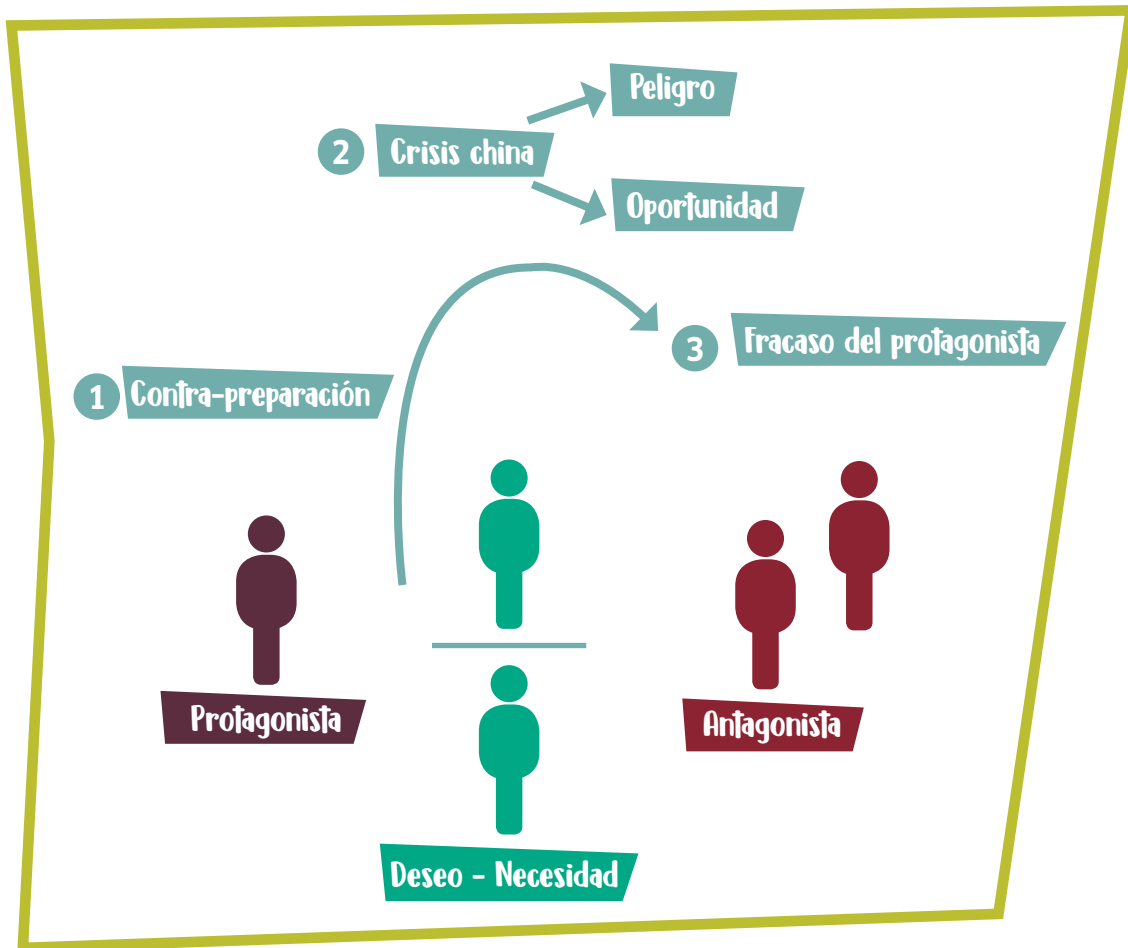 Peligro
2 Crisis china
Oportunidad
3 Fracaso del protagonista
1 Contra-preparación
Protagonista
Antagonista
Deseo - Necesidad